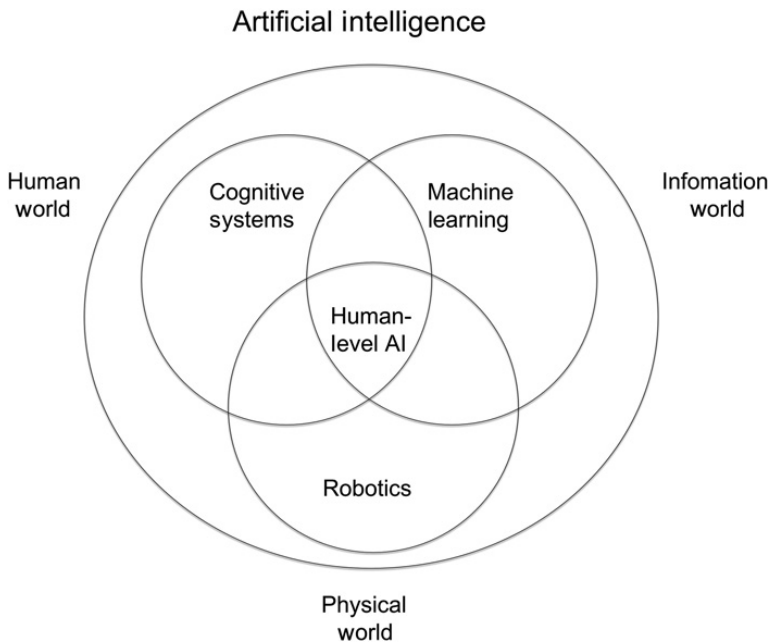 Artificial intelligence
Human
world
Cognitive
systems
Machine
learning
Infomation
world
Human-
level AI
Robotics
Physical
world